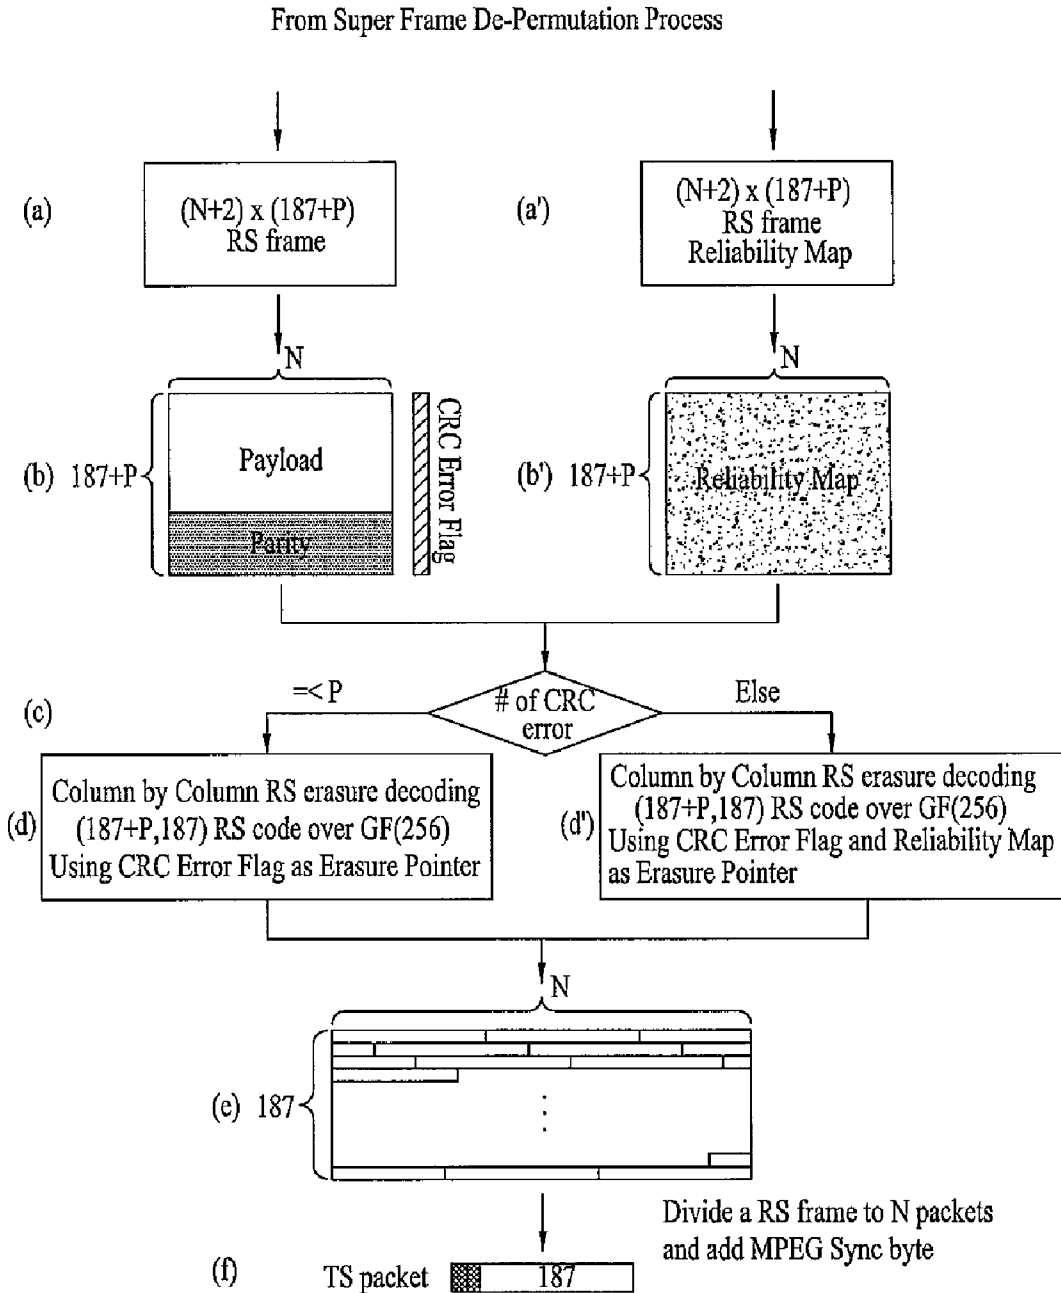 From Super Frame De-Permutation Process
(a)
(N+2) x (187+P)
RS frame
(a')
(N+2) x (187+P)
RS frame
Reliability Map
N
N
(b)
187+P
Payload
Parity
CRC Error Flag
(b')
187+P
Reliability Map
(c)
=< P
# of CRC
error
Else
(d)
Column by Column RS erasure decoding
(187+P,187) RS code over GF(256)
Using CRC Error Flag as Erasure Pointer
(d')
Column by Column RS erasure decoding
(187+P,187) RS code over GF(256)
Using CRC Error Flag and Reliability Map
as Erasure Pointer
N
(e)
187
Divide a RS frame to N packets
and add MPEG Sync byte
(f)
TS packet
187